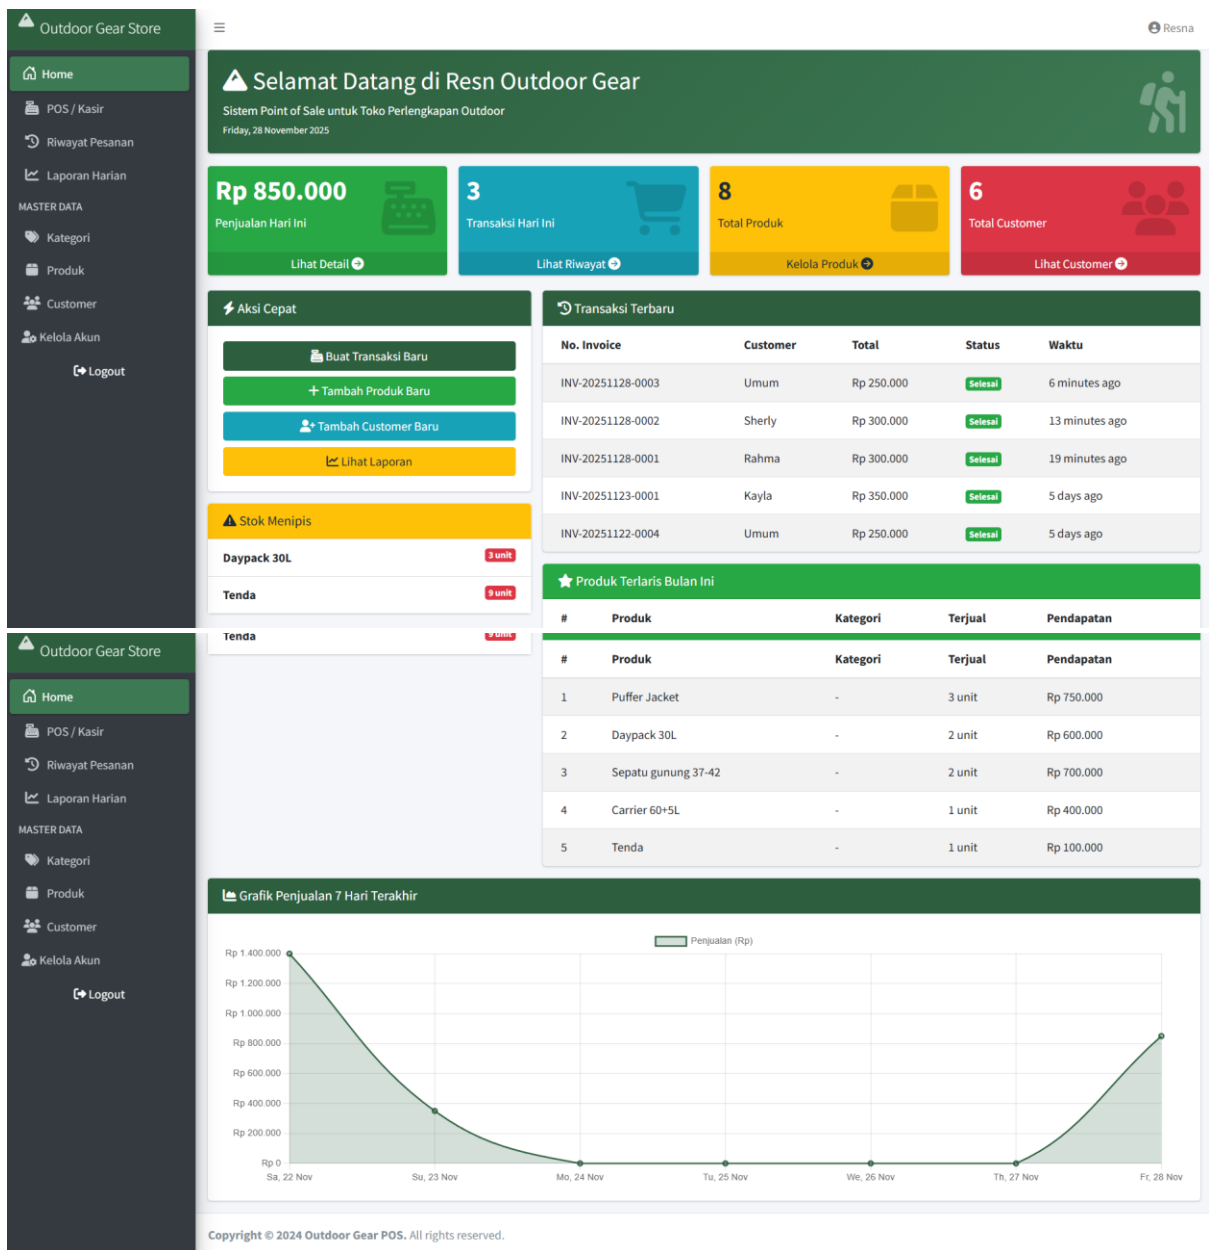 Outdoor Gear Store
Resna
Home
POS / Kasir
Riwayat Pesanan
Laporan Harian
MASTER DATA
Kategori
Produk
Customer
Kelola Akun
Logout
Selamat Datang di Resn Outdoor Gear
Sistem Point of Sale untuk Toko Perlengkapan Outdoor
Friday, 28 November 2025
Rp 850.000
Penjualan Hari Ini
Lihat Detail
3
Transaksi Hari Ini
Lihat Riwayat
8
Total Produk
Kelola Produk
6
Total Customer
Lihat Customer
Aksi Cepat
Buat Transaksi Baru
Tambah Produk Baru
Tambah Customer Baru
Lihat Laporan
Stok Menipis
Daypack 30L 3 unit
Tenda 9 unit
Transaksi Terbaru
No. Invoice Customer Total Status Waktu
INV-20251128-0003 Umum Rp 250.000 Selesai 6 minutes ago
INV-20251128-0002 Sherly Rp 300.000 Selesai 13 minutes ago
INV-20251128-0001 Rahma Rp 300.000 Selesai 19 minutes ago
INV-20251123-0001 Kayla Rp 350.000 Selesai 5 days ago
INV-20251122-0004 Umum Rp 250.000 Selesai 5 days ago
Produk Terlaris Bulan Ini
# Produk Kategori Terjual Pendapatan
Outdoor Gear Store
Home
POS / Kasir
Riwayat Pesanan
Laporan Harian
MASTER DATA
Kategori
Produk
Customer
Kelola Akun
Logout
Tenda 9 unit
# Produk Kategori Terjual Pendapatan
1 Puffer Jacket - 3 unit Rp 750.000
2 Daypack 30L - 2 unit Rp 600.000
3 Sepatu gunung 37-42 - 2 unit Rp 700.000
4 Carrier 60+5L - 1 unit Rp 400.000
5 Tenda - 1 unit Rp 100.000
Grafik Penjualan 7 Hari Terakhir
Penjualan (Rp)
Rp 1.400.000
Rp 1.200.000
Rp 1.000.000
Rp 800.000
Rp 600.000
Rp 400.000
Rp 200.000
Rp 0
Sa, 22 Nov Su, 23 Nov Mo, 24 Nov Tu, 25 Nov We, 26 Nov Th, 27 Nov Fr, 28 Nov
Copyright © 2024 Outdoor Gear POS. All rights reserved.